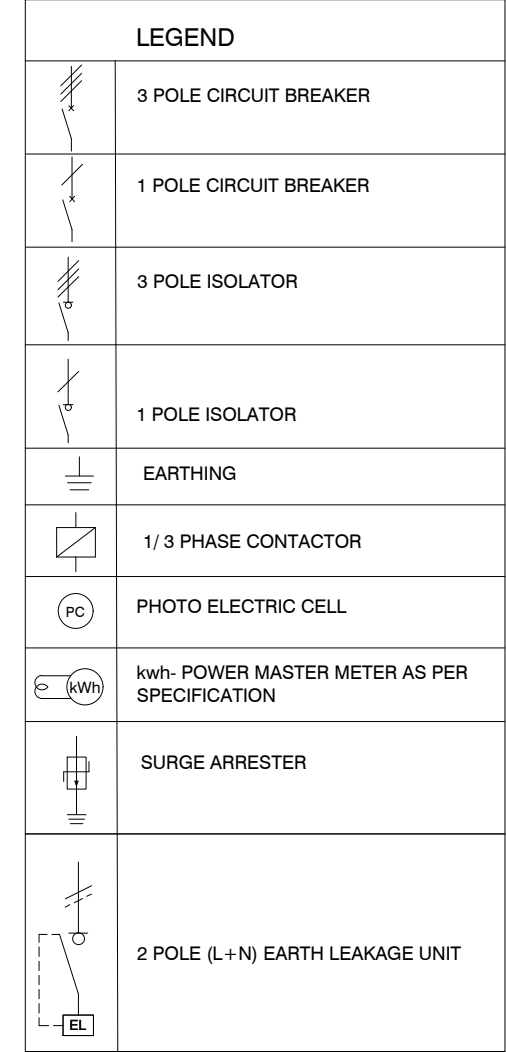 LEGEND
3 POLE CIRCUIT BREAKER
1 POLE CIRCUIT BREAKER
3 POLE ISOLATOR
1 POLE ISOLATOR
EARTHING
1/ 3 PHASE CONTACTOR
PC
PHOTO ELECTRIC CELL
kWh
kwh- POWER MASTER METER AS PER
SPECIFICATION
SURGE ARRESTER
2 POLE (L+N) EARTH LEAKAGE UNIT
EL